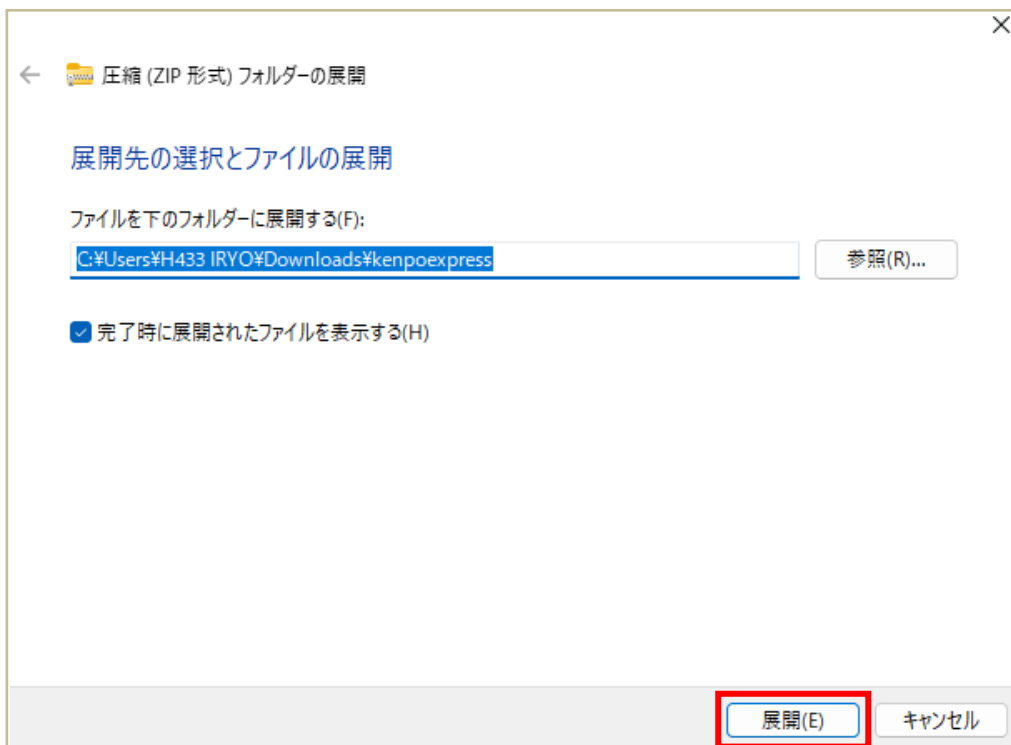 圧縮 (ZIP 形式) フォルダーの展開
展開先の選択とファイルの展開
ファイルを下のフォルダーに展開する(F):
C:¥Users¥H433 IRYO¥Downloads¥kenpoexpress
参照(R)...
完了時に展開されたファイルを表示する(H)
展開(E)
キャンセル